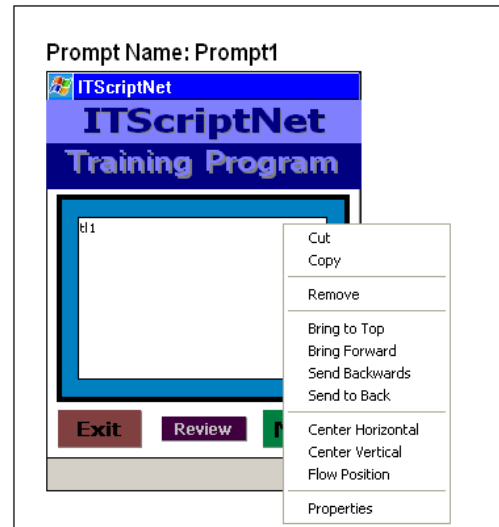 Prompt Name: Prompt1
ITScriptNet
ITScriptNet
Training Program
tl1
Cut
Copy
Remove
Bring to Top
Bring Forward
Send Backwards
Send to Back
Exit
Review
Center Horizontal
Center Vertical
Flow Position
Properties